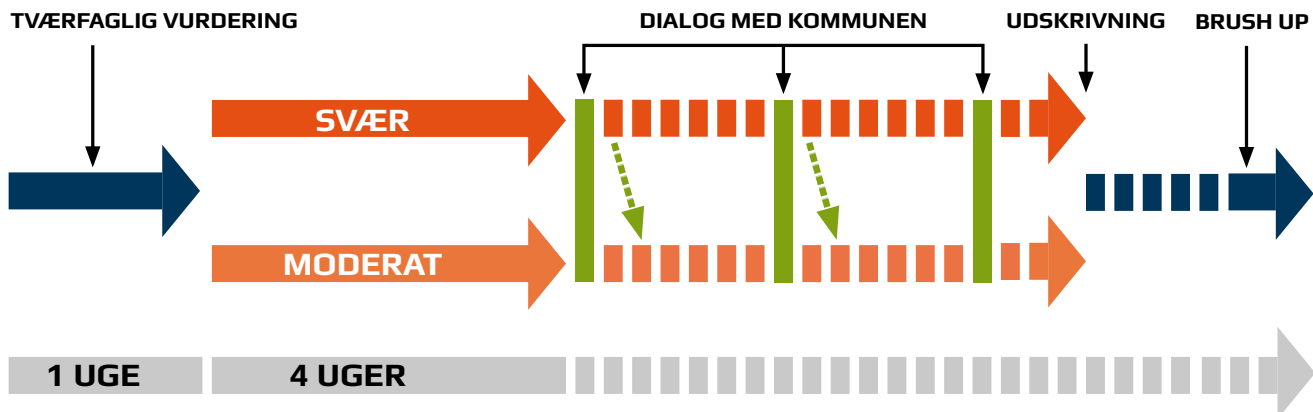 TVÆRFAGLIG VURDERING
DIALOG MED KOMMUNEN
UDSKRIVNING
BRUSH UP
SVÆR
MODERAT
1 UGE
4 UGER